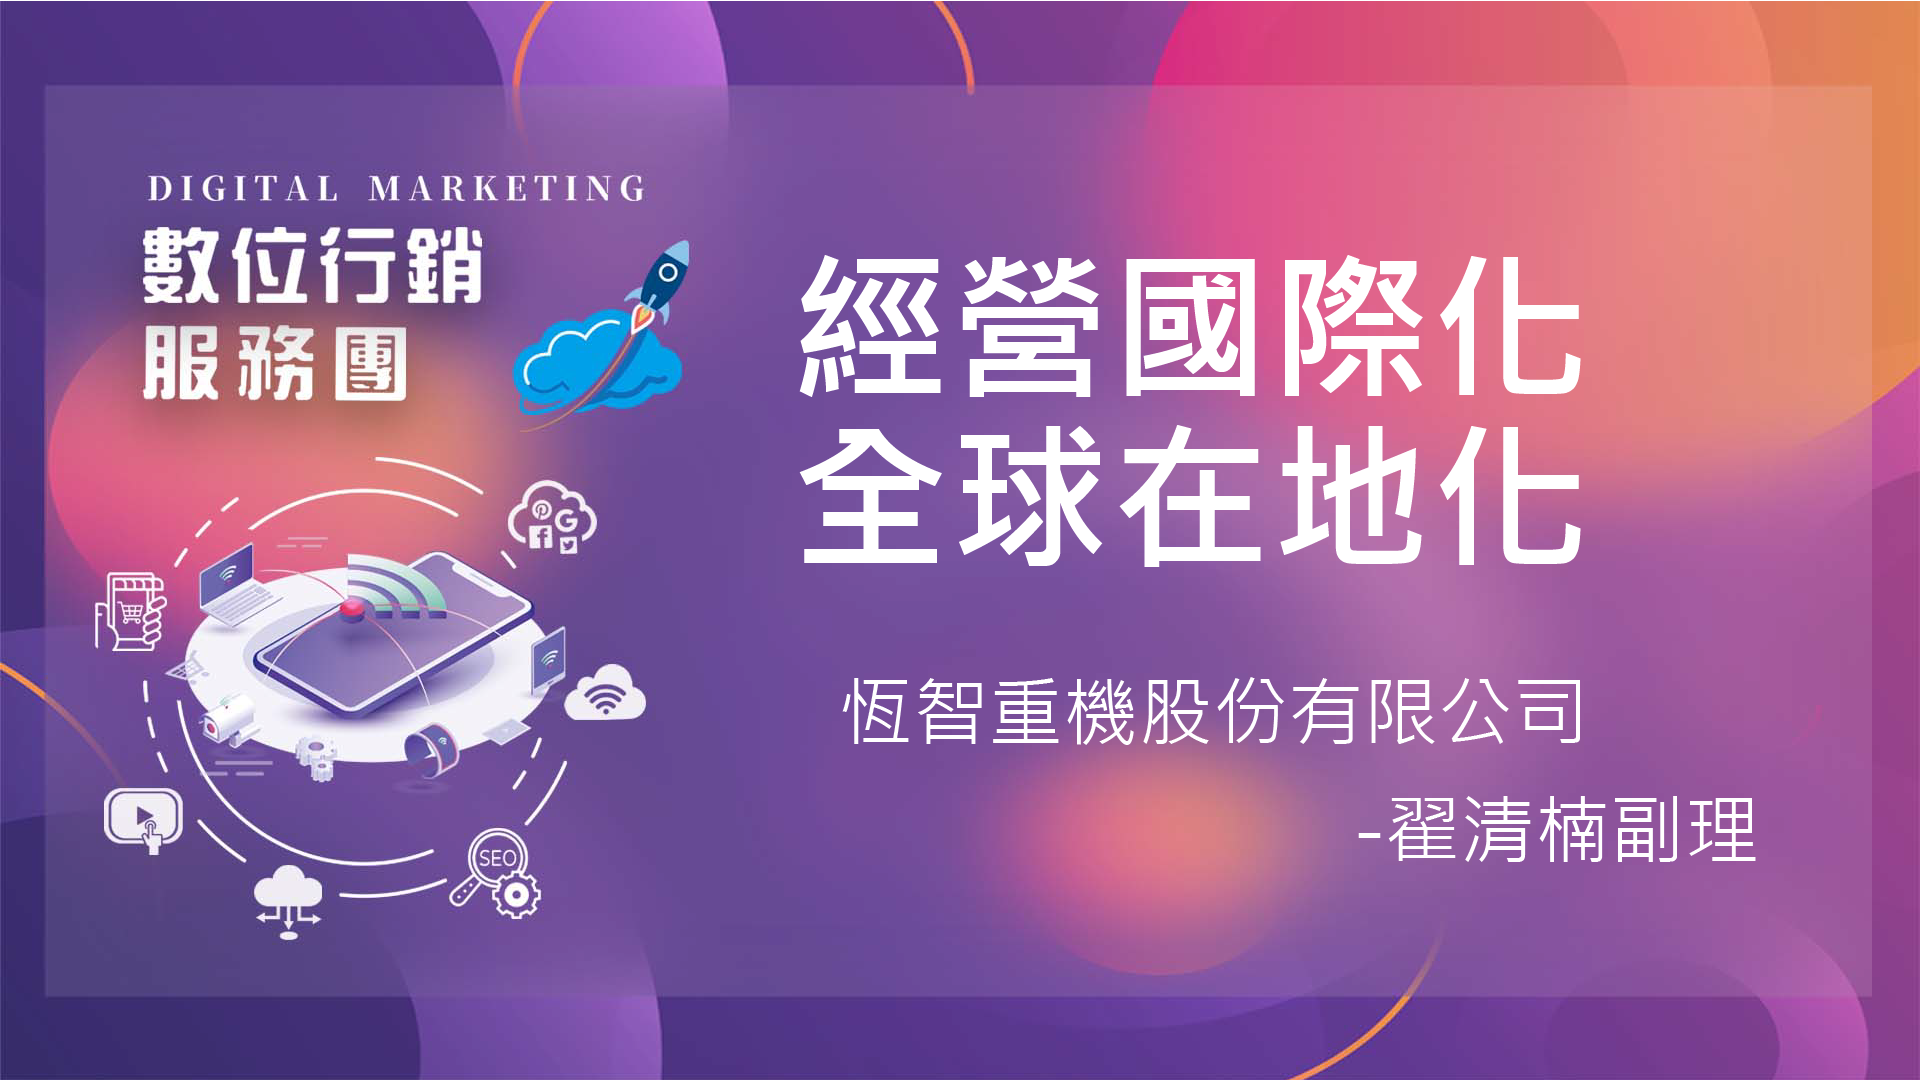 DIGITAL MARKETING
數位行銷
服務團
經營國際化
全球在地化
恆智重機股份有限公司
-翟清楠副理
SEO